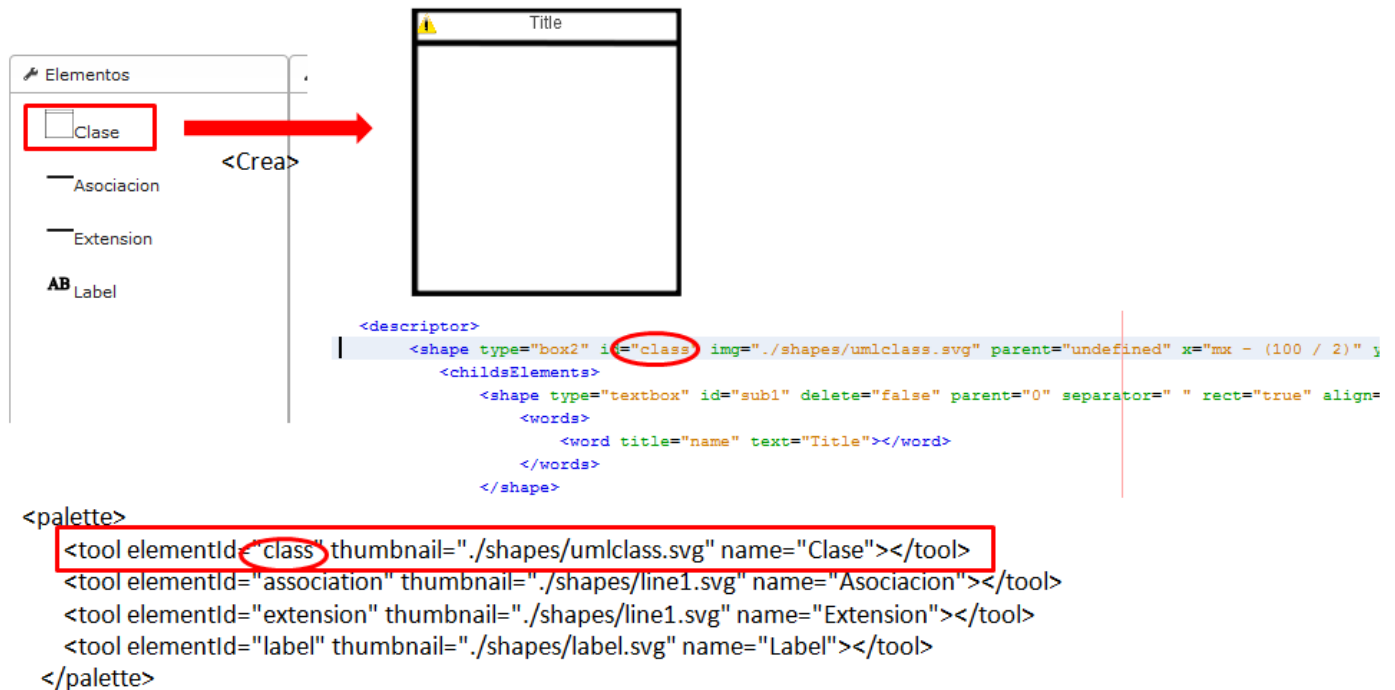 Title
Elementos
Clase
<Crea>
Asociacion
Extension
AB Label
<descriptor>
<shape type="box2" id="class" img="./shapes/umlclass.svg" parent="undefined" x="mx - (100 / 2)" y
<childsElements>
<shape type="textbox" id="sub1" delete="false" parent="0" separator=" " rect="true" align=
<words>
<word title="name" text="Title"></word>
</words>
</shape>
<palette>
<tool elementId="class" thumbnail="./shapes/umlclass.svg" name="Clase"></tool>
<tool elementId="association" thumbnail="./shapes/line1.svg" name="Asociacion"></tool>
<tool elementId="extension" thumbnail="./shapes/line1.svg" name="Extension"></tool>
<tool elementId="label" thumbnail="./shapes/label.svg" name="Label"></tool>
</palette>